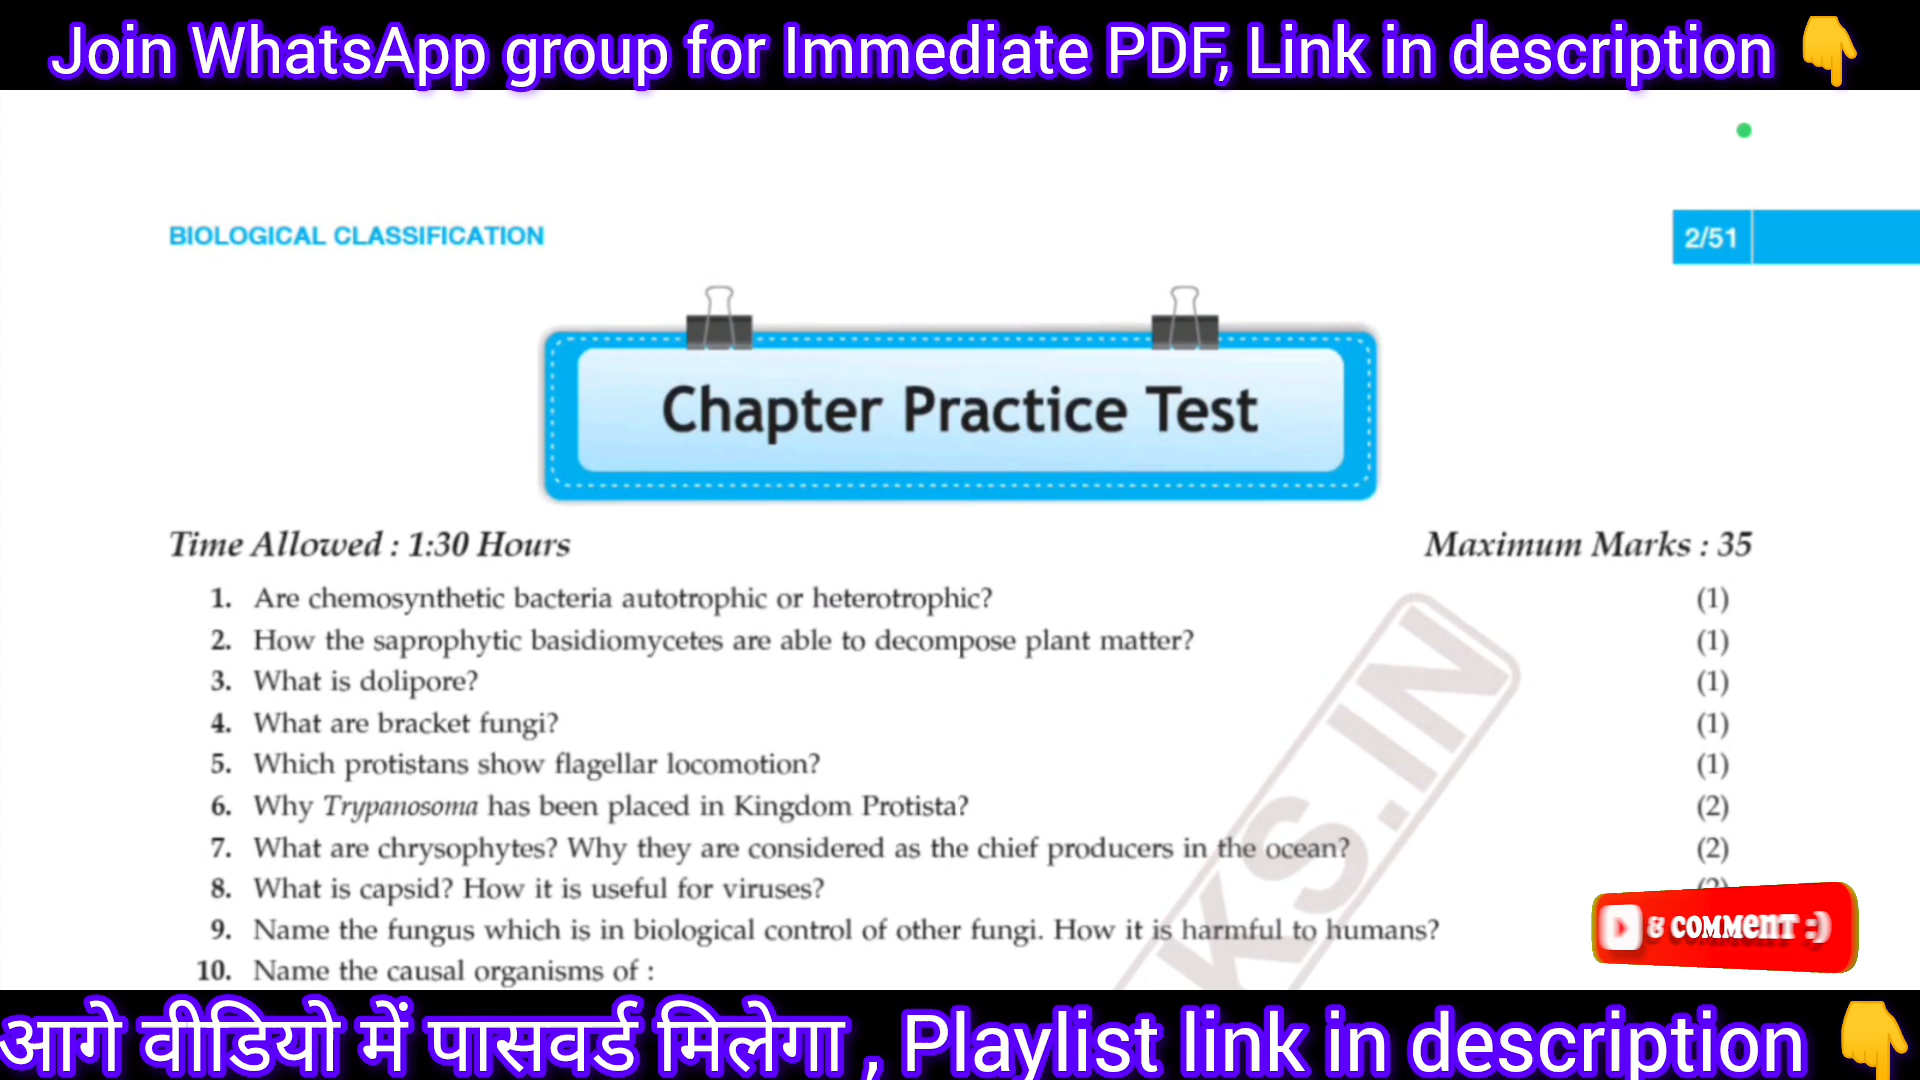 Join WhatsApp group for Immediate PDF, Link in description 👇
BIOLOGICAL CLASSIFICATION
2/51
Chapter Practice Test
Time Allowed : 1:30 Hours
Maximum Marks : 35
1. Are chemosynthetic bacteria autotrophic or heterotrophic? (1)
2. How the saprophytic basidiomycetes are able to decompose plant matter? (1)
3. What is dolipore? (1)
4. What are bracket fungi? (1)
5. Which protistans show flagellar locomotion? (1)
6. Why Trypanosoma has been placed in Kingdom Protista? (2)
7. What are chrysophytes? Why they are considered as the chief producers in the ocean? (2)
8. What is capsid? How it is useful for viruses?
9. Name the fungus which is in biological control of other fungi. How it is harmful to humans?
& COMMENT :)
10. Name the causal organisms of :
KS.IN
आगे वीडियो में पासवर्ड मिलेगा , Playlist link in description 👇